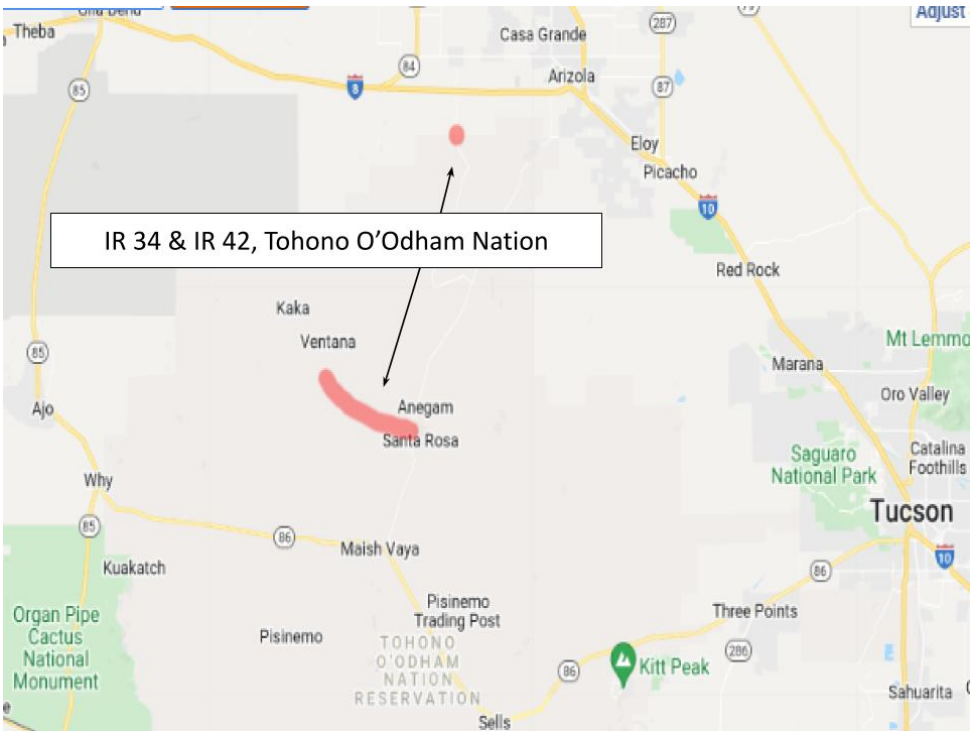 Gila Bend
Adjust
Theba
Casa Grande
287
79
84
Arizola
8
87
85
Eloy
Picacho
10
IR 34 & IR 42, Tohono O’Odham Nation
Red Rock
Kaka
Ventana
85
Mt Lemmo
Marana
Oro Valley
Ajo
Anegam
Santa Rosa
Catalina
Foothills
Saguaro
National Park
Why
Tucson
85
86
Maish Vaya
10
Kuakatch
86
Organ Pipe
Cactus
National
Monument
Pisinemo
Trading Post
Three Points
Pisinemo
TOHONO
O'ODHAM
NATION
RESERVATION
286
86
Kitt Peak
Sahuarita
Sells